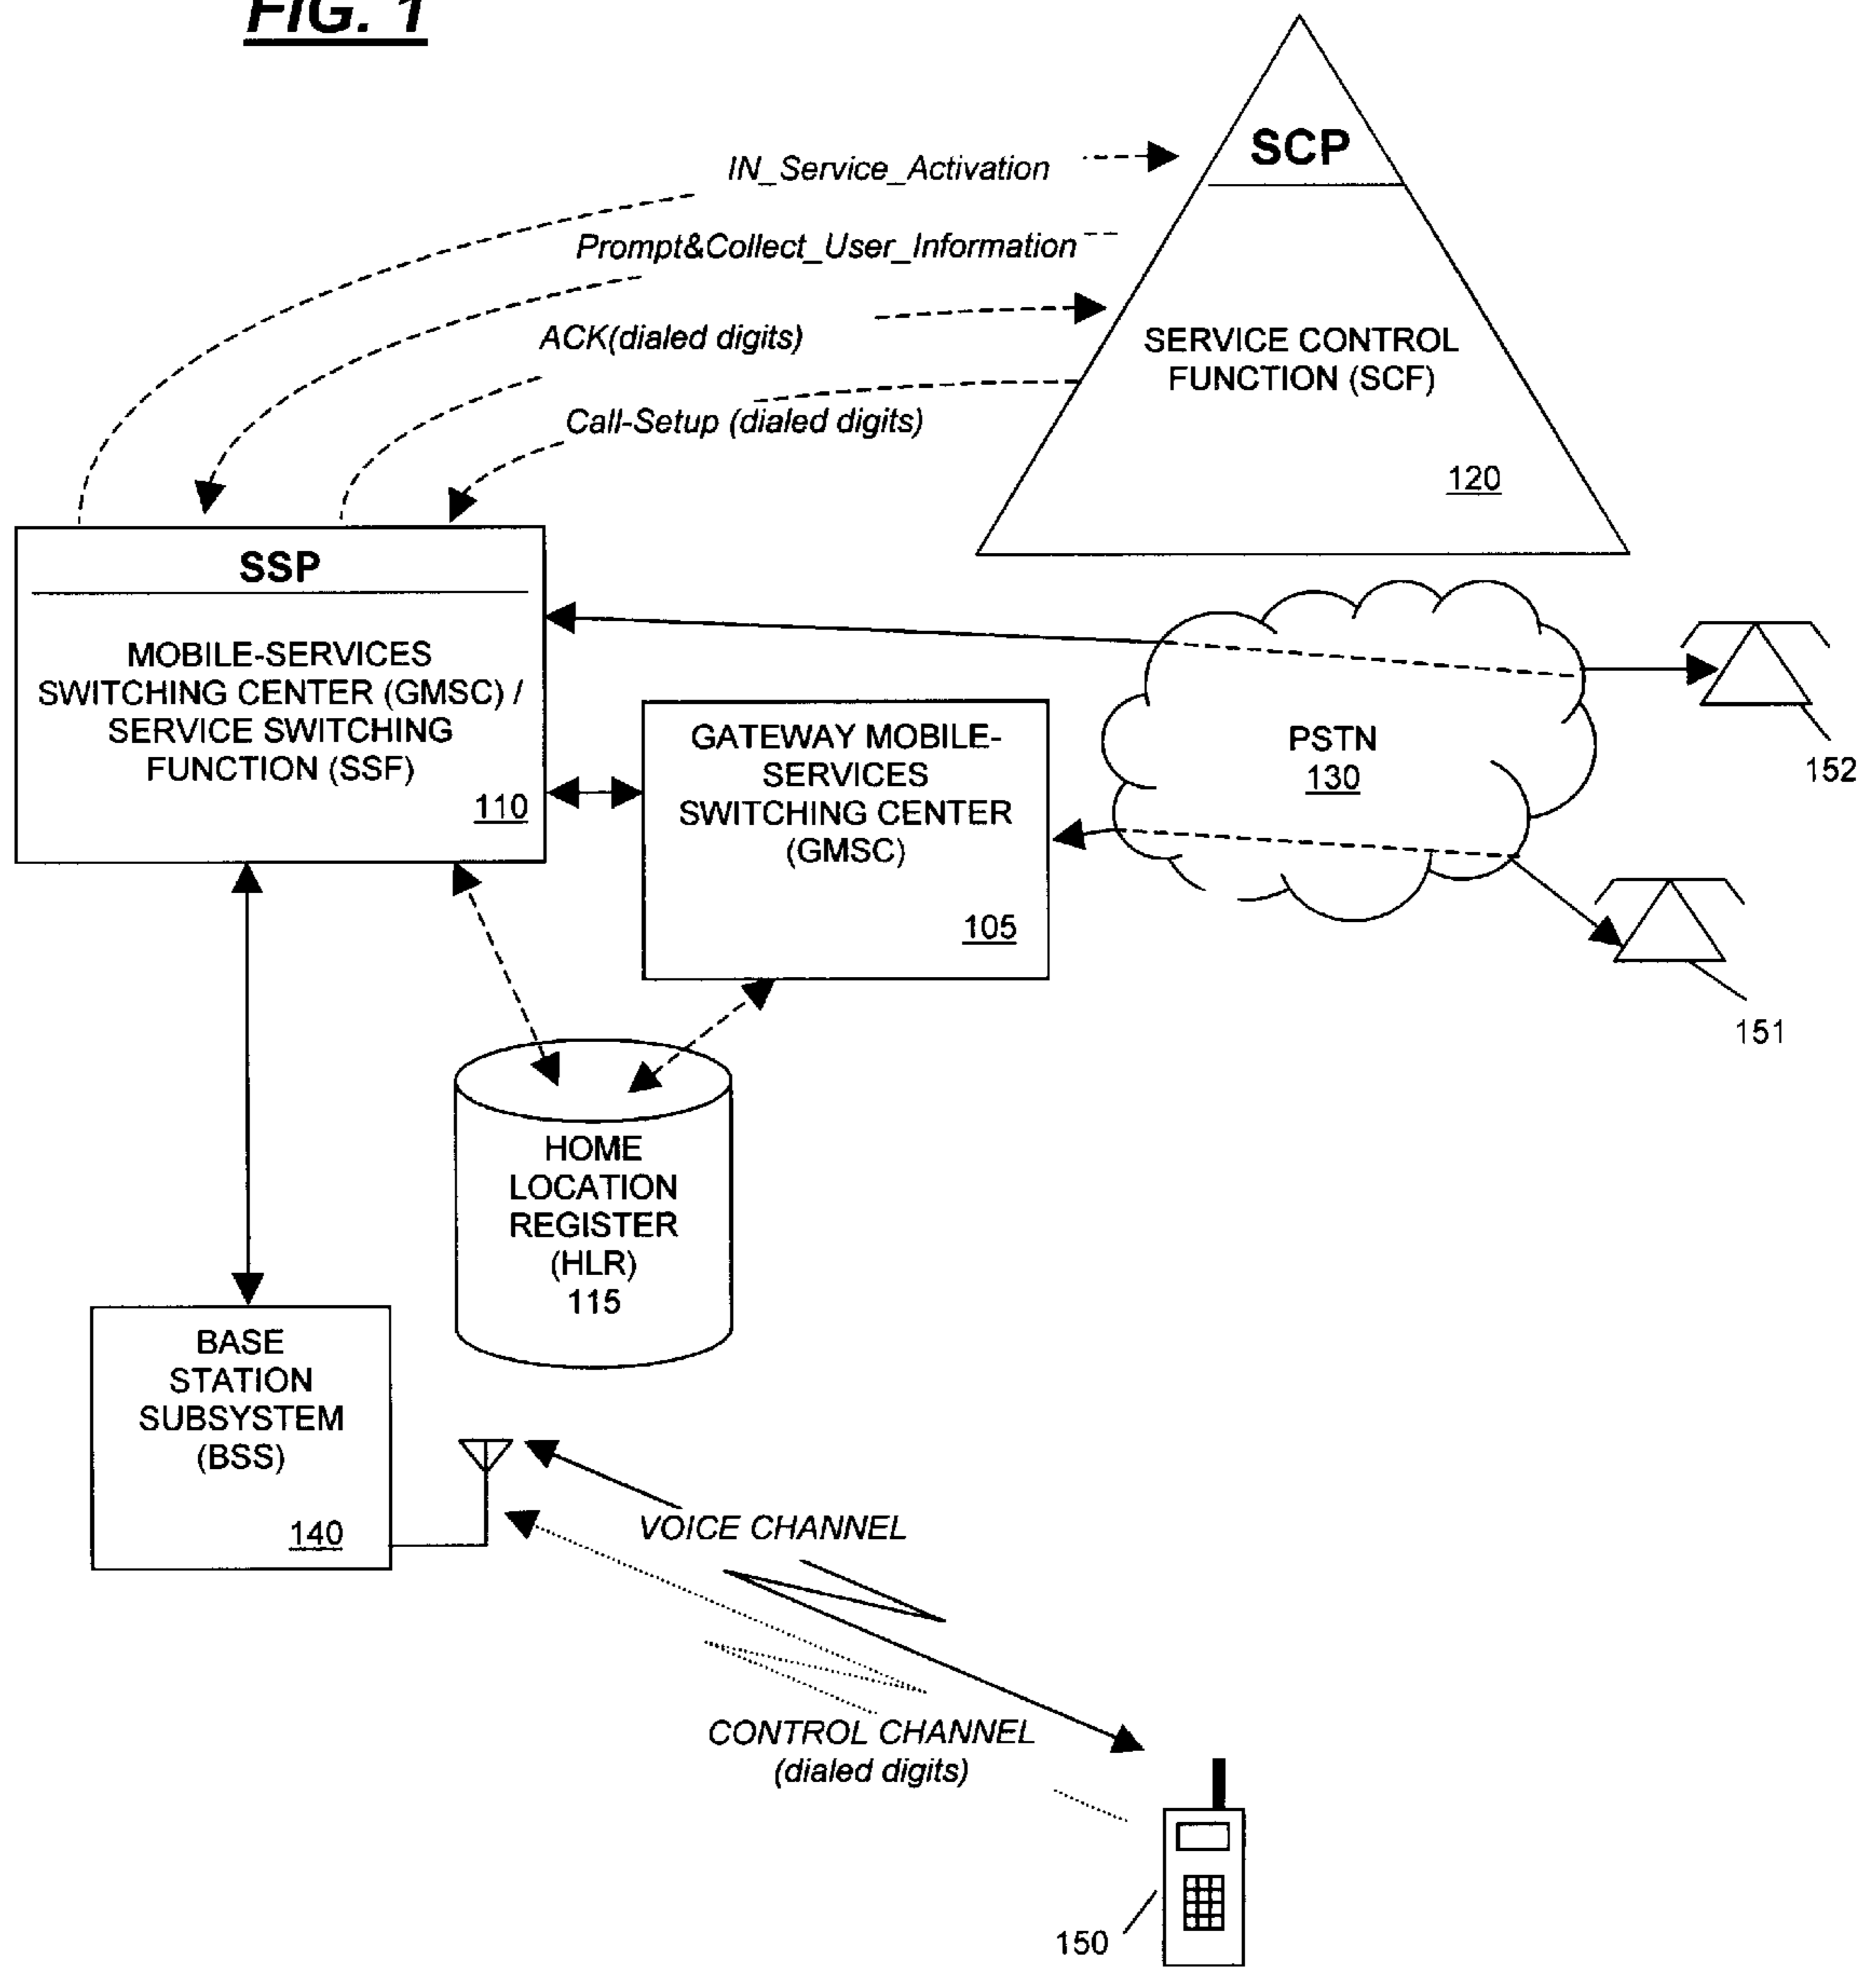 FIG. 1
SCP
SERVICE CONTROL
FUNCTION (SCF)
120
IN_Service_Activation
Prompt&Collect_User_Information
ACK(dialed digits)
Call-Setup (dialed digits)
SSP
MOBILE-SERVICES
SWITCHING CENTER (GMSC) /
SERVICE SWITCHING
FUNCTION (SSF)
110
GATEWAY MOBILE-
SERVICES
SWITCHING CENTER
(GMSC)
105
PSTN
130
152
151
HOME
LOCATION
REGISTER
(HLR)
115
BASE
STATION
SUBSYSTEM
(BSS)
140
VOICE CHANNEL
CONTROL CHANNEL
(dialed digits)
150